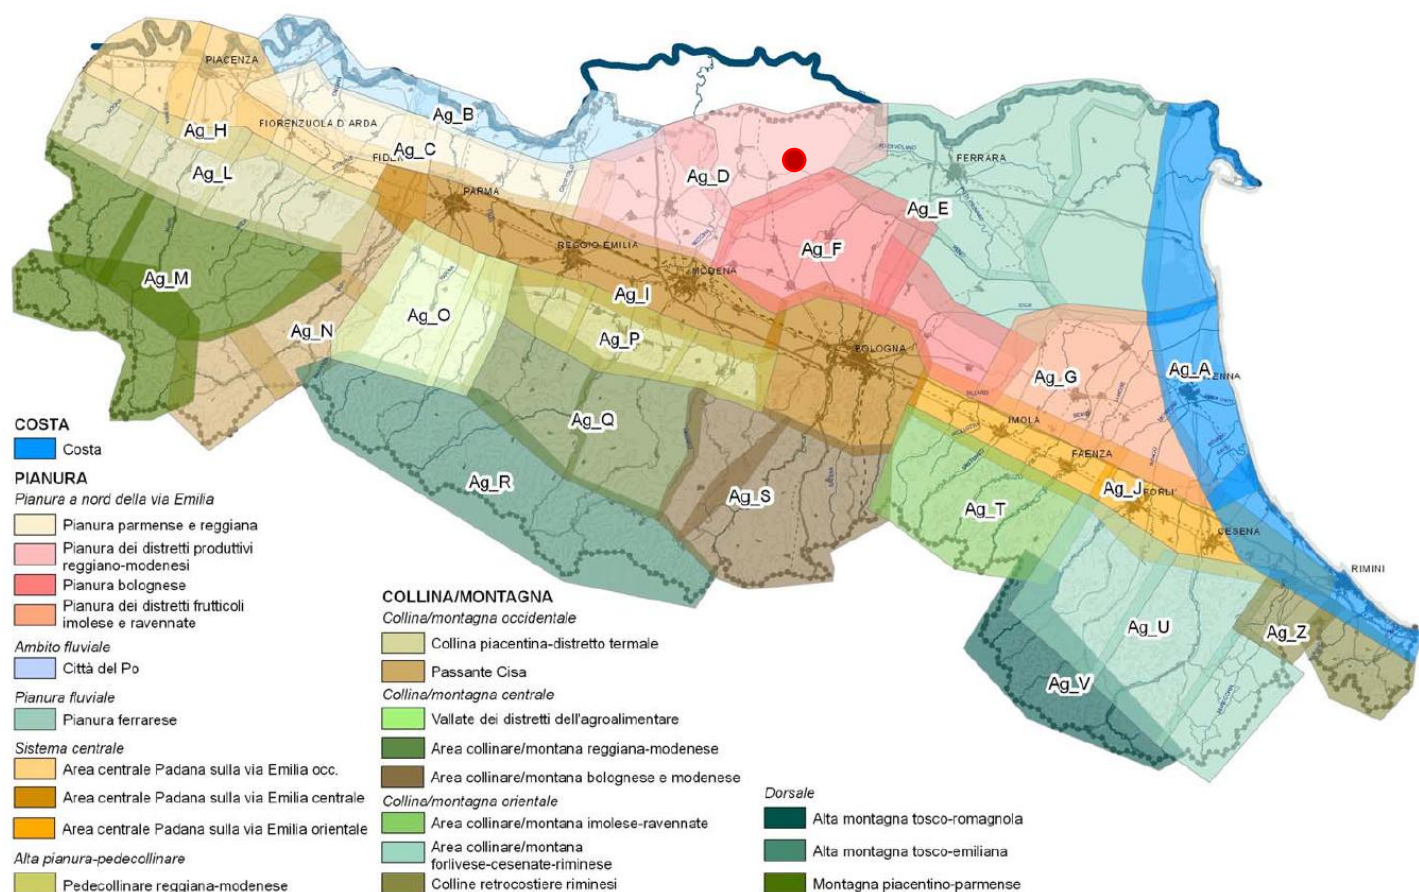 PIACENZA
Ag_B
Ag_H
FIORENZUOLA D'ARDA
Ag_C
FIDE
Ag_L
PARMA
Ag_D
FERRARA
Ag_E
Ag_F
REGGIO EMILIA
MODENA
Ag_M
Ag_I
Ag_O
Ag_N
Ag_P
BOLOGNA
Ag_G
Ag_A
ENNA
Ag_Q
IMOLA
FAENZA
Ag_R
Ag_S
Ag_J
FORLI'
Ag_T
CESENA
RIMINI
Ag_U
Ag_Z
Ag_V
COSTA
Costa
PIANURA
Pianura a nord della via Emilia
Pianura parmense e reggiana
Pianura dei distretti produttivi
reggiano-modenesi
Pianura bolognese
Pianura dei distretti frutticoli
imolese e ravennate
Ambito fluviale
Città del Po
Pianura fluviale
Pianura ferrarese
Sistema centrale
Area centrale Padana sulla via Emilia occ.
Area centrale Padana sulla via Emilia centrale
Area centrale Padana sulla via Emilia orientale
Alta pianura-pedecollinare
Pedecollinare reggiana-modenese
COLLINA/MONTAGNA
Collina/montagna occidentale
Collina piacentina-distretto termale
Passante Cisa
Collina/montagna centrale
Vallate dei distretti dell'agroalimentare
Area collinare/montana reggiana-modenese
Area collinare/montana bolognese e modenese
Collina/montagna orientale
Area collinare/montana imolese-ravennate
Area collinare/montana
forlivese-cesenate-riminese
Colline retrocostiere riminesi
Dorsale
Alta montagna tosco-romagnola
Alta montagna tosco-emiliana
Montagna piacentino-parmense